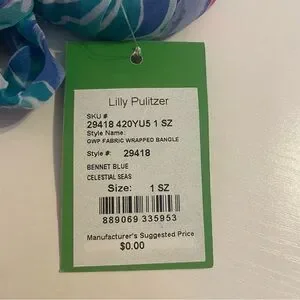 Lilly Pulitzer
SKU #
29418 420YU5 1 SZ
Style Name:
GWP FABRIC WRAPPED BANGLE
Style #: 29418
BENNET BLUE
CELESTIAL SEAS
Size: 1 SZ
889069 335953
Manufacturer's Suggested Price
$0.00